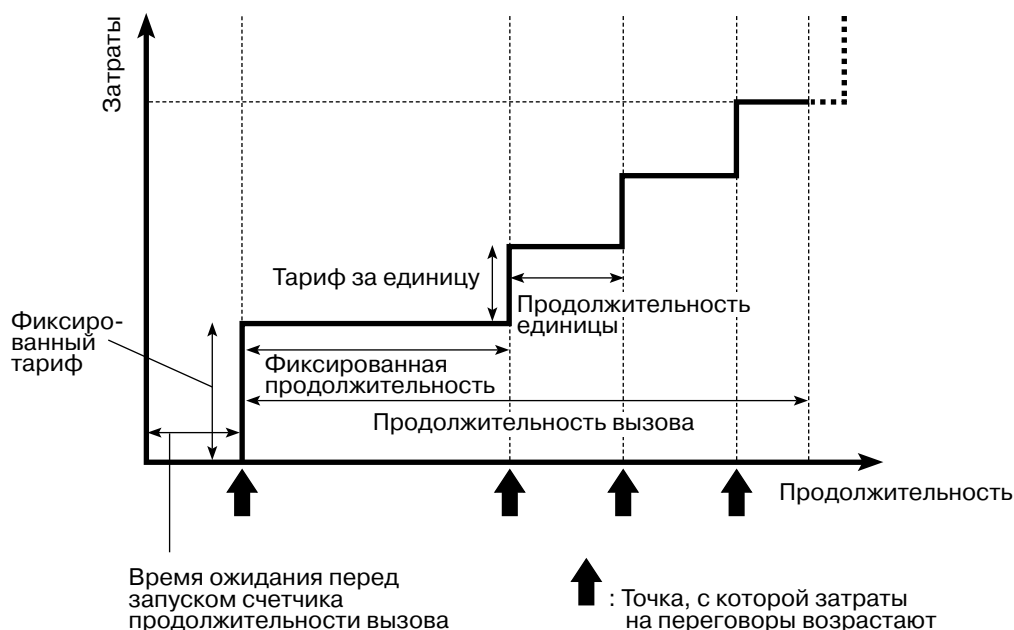 Затраты
Тариф за единицу
Продолжительность
единицы
Фиксиро-
ванный
тариф
Фиксированная
продолжительность
Продолжительность вызова
Продолжительность
Время ожидания перед
запуском счетчика
продолжительности вызова
: Точка, с которой затраты
на переговоры возрастают